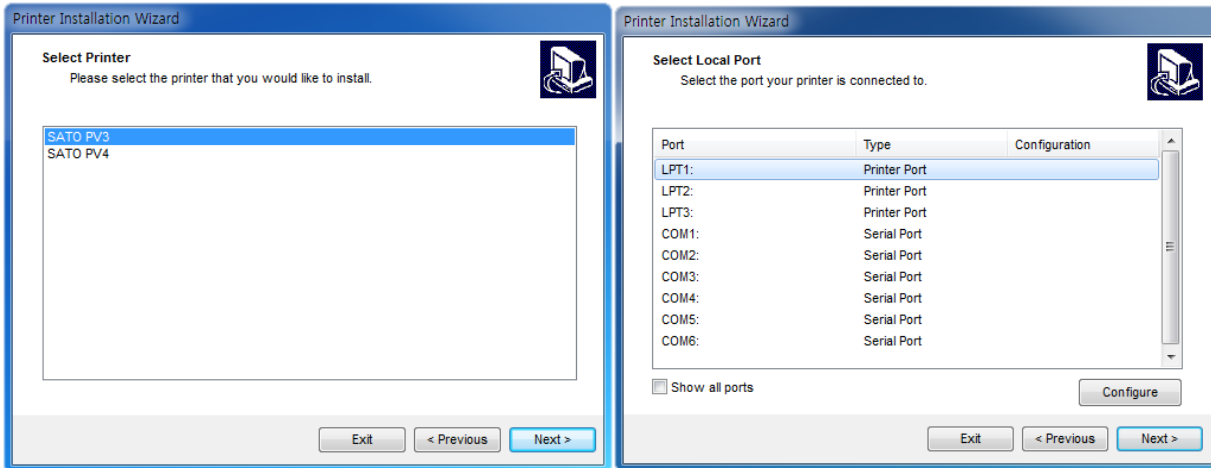 Printer Installation Wizard
Select Printer
Please select the printer that you would like to install.
SATO PV3
SATO PV4
Exit
< Previous
Next >
Printer Installation Wizard
Select Local Port
Select the port your printer is connected to.
Port Type Configuration
LPT1: Printer Port
LPT2: Printer Port
LPT3: Printer Port
COM1: Serial Port
COM2: Serial Port
COM3: Serial Port
COM4: Serial Port
COM5: Serial Port
COM6: Serial Port
Show all ports
Configure
Exit
< Previous
Next >